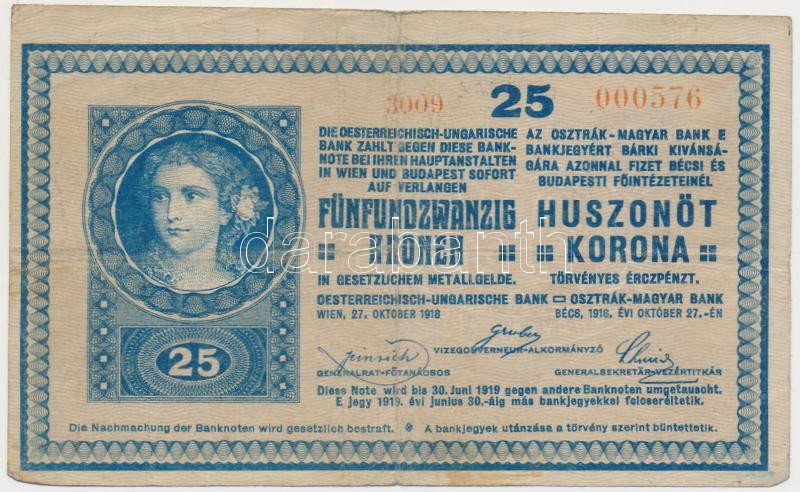 3009 25 000576
DIE OESTERREICHISCH-UNGARISCHE
BANK ZAHLT GEGEN DIESE BANK-
NOTE BEI IHREN HAUPTANSTALTEN
IN WIEN UND BUDAPEST SOFORT
AUF VERLANGEN
FÜNFUNDZWANZIG
KRONEN
IN GESETZLICHEM METALLGELDE.
AZ OSZTRÁK-MAGYAR BANK E
BANKJEGYÉRT BÁRKI KIVÁNSÁ-
GÁRA AZONNAL FIZET BÉCSI ÉS
BUDAPESTI FŐINTÉZETEINÉL
HUSZONÖT
KORONA
TÖRVÉNYES ÉRCZPÉNZT.
OESTERREICHISCH-UNGARISCHE BANK OSZTRÁK-MAGYAR BANK
WIEN, 27. OKTOBER 1918 BÉCS, 1918. ÉVI OKTÓBER 27.-ÉN
Gruber
VIZEGOUVERNEUR-ALKORMÁNYZÓ
GENERALRAT-FŐTANÁCSOS
GENERALSEKRETÄR-VEZÉRTITKÁR
25
Diese Note wird bis 30. Juni 1919 gegen andere Banknoten umgetauscht.
E jegy 1919. évi junius 30.-áig más bankjegyekkel felcseréltetik.
Die Nachmachung der Banknoten wird gesetzlich bestraft. A bankjegyek utánzása a törvény szerint büntettetik.
darabanth